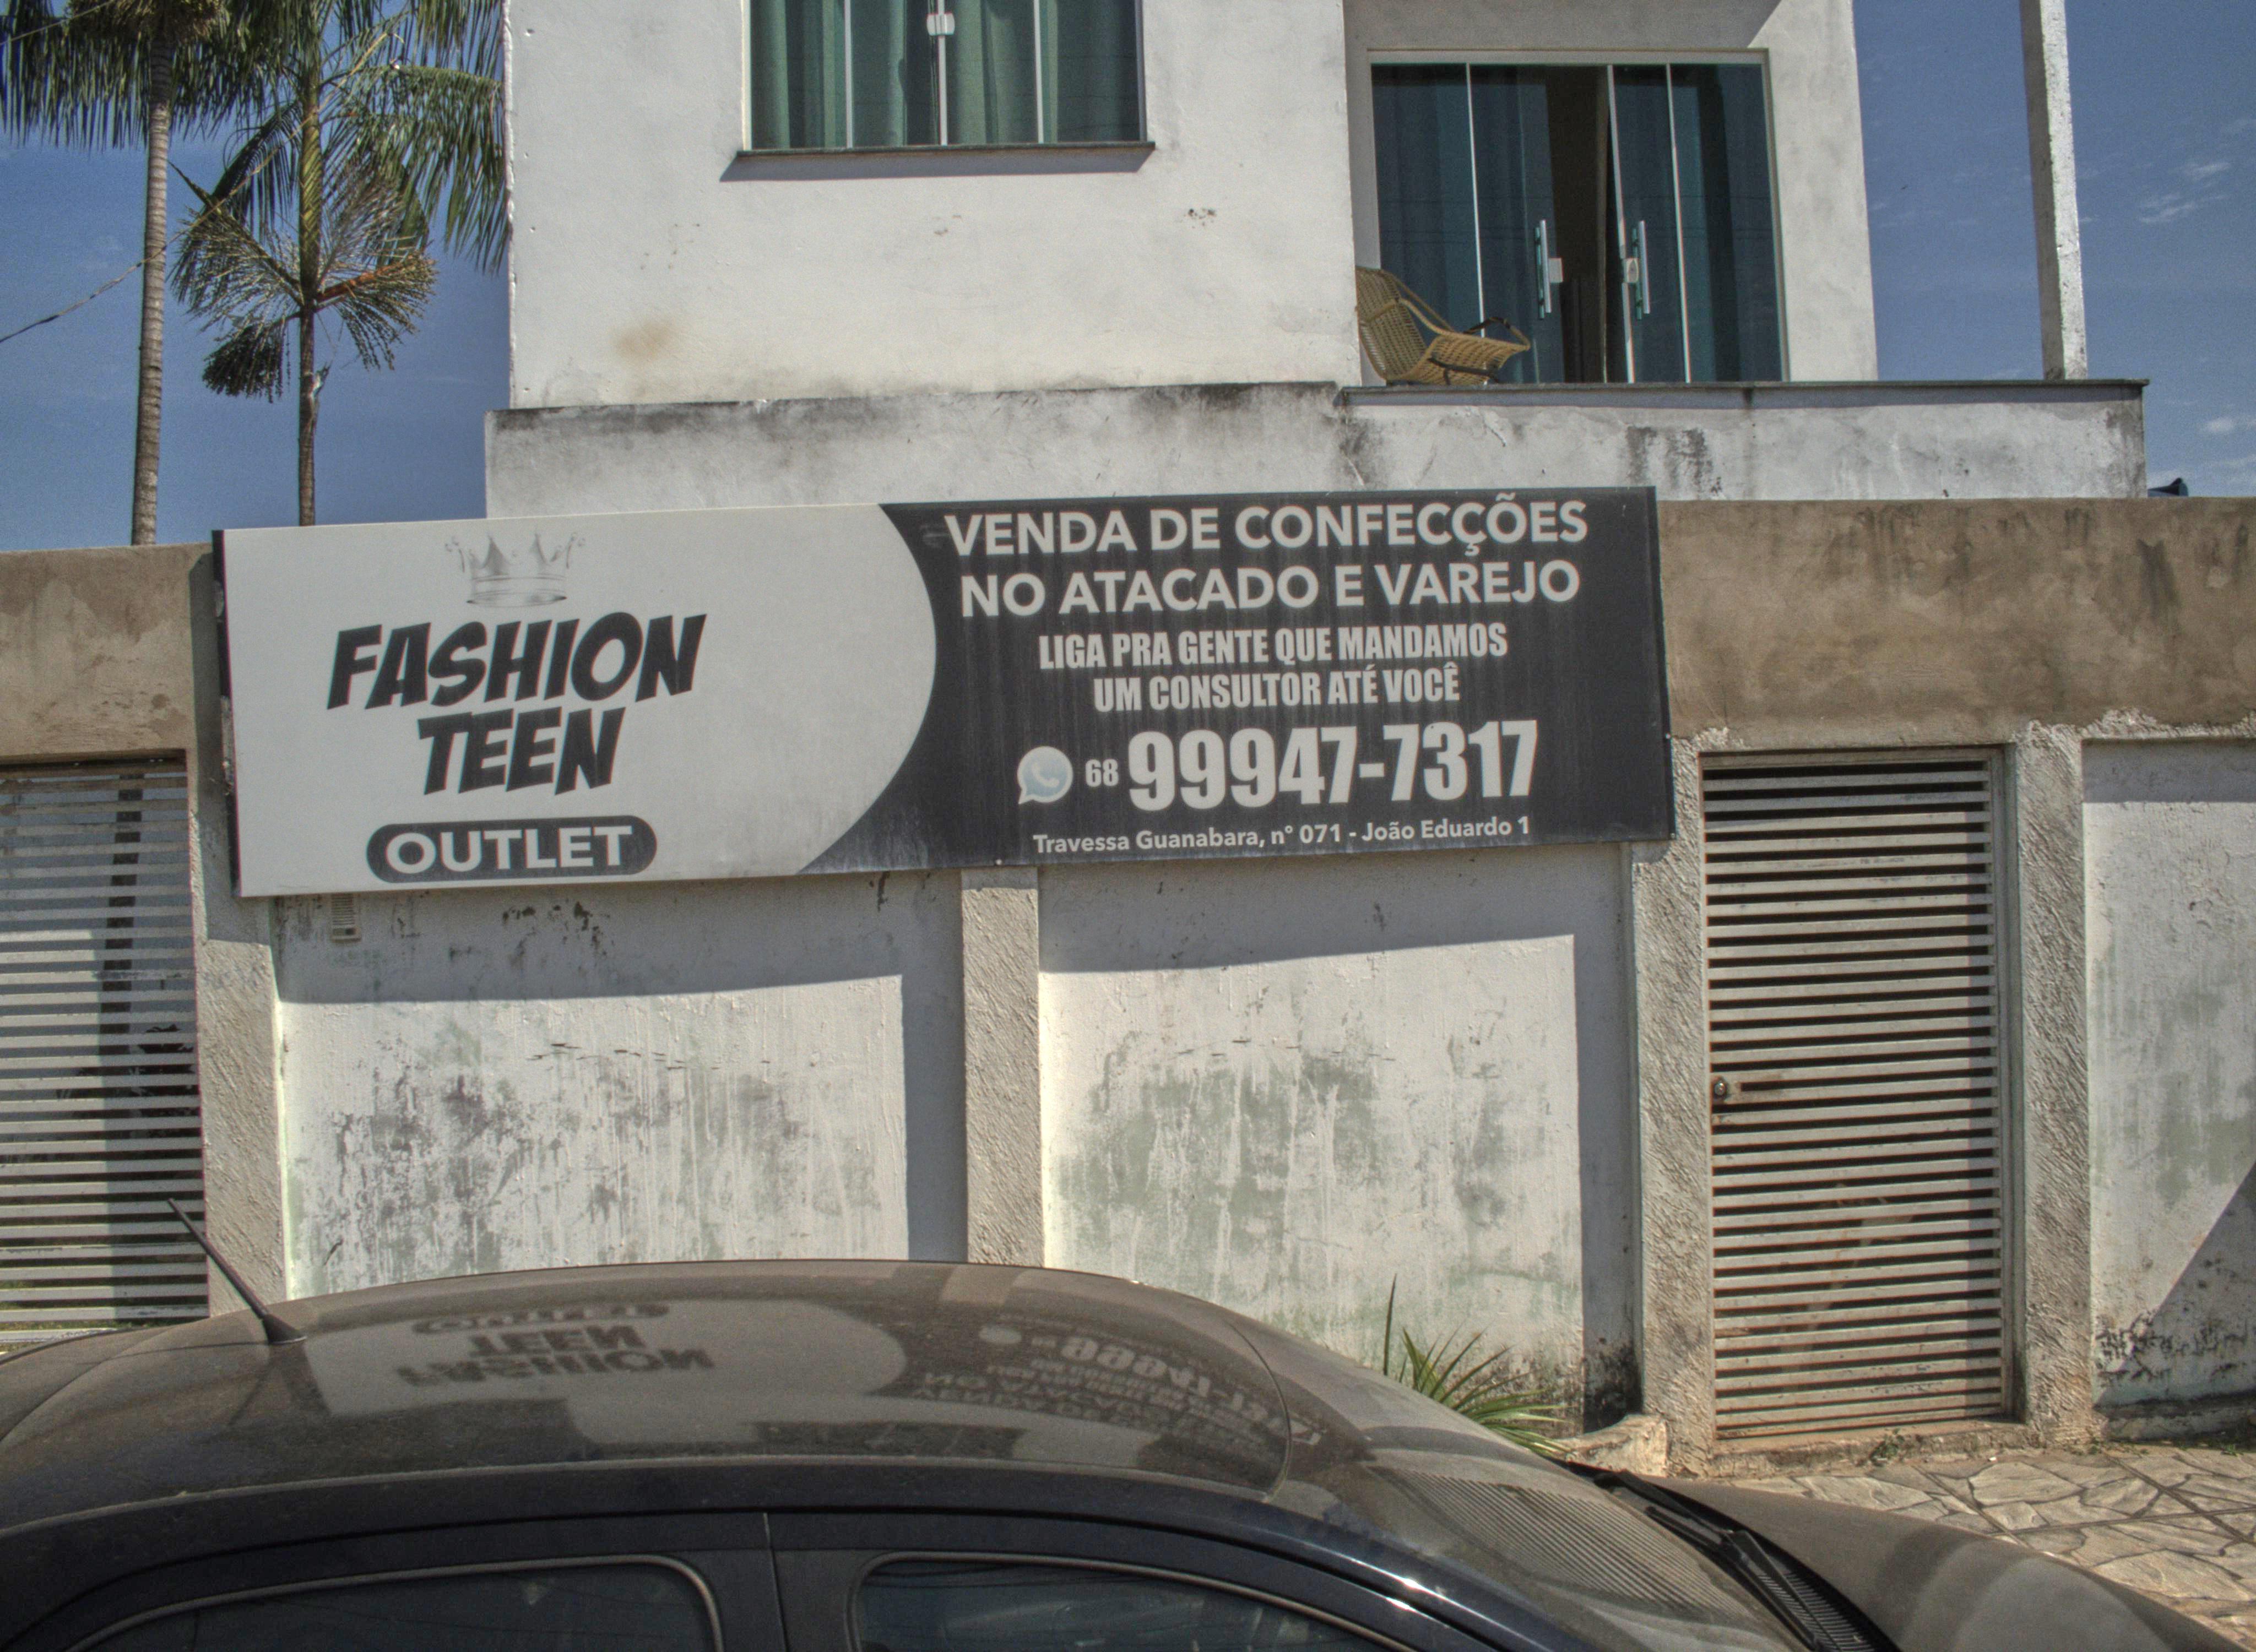 FASHION
TEEN
OUTLET
VENDA DE CONFECÇÕES
NO ATACADO E VAREJO
LIGA PRA GENTE QUE MANDAMOS
UM CONSULTOR ATÉ VOCÊ
68 99947-7317
Travessa Guanabara, nº 071 - João Eduardo 1